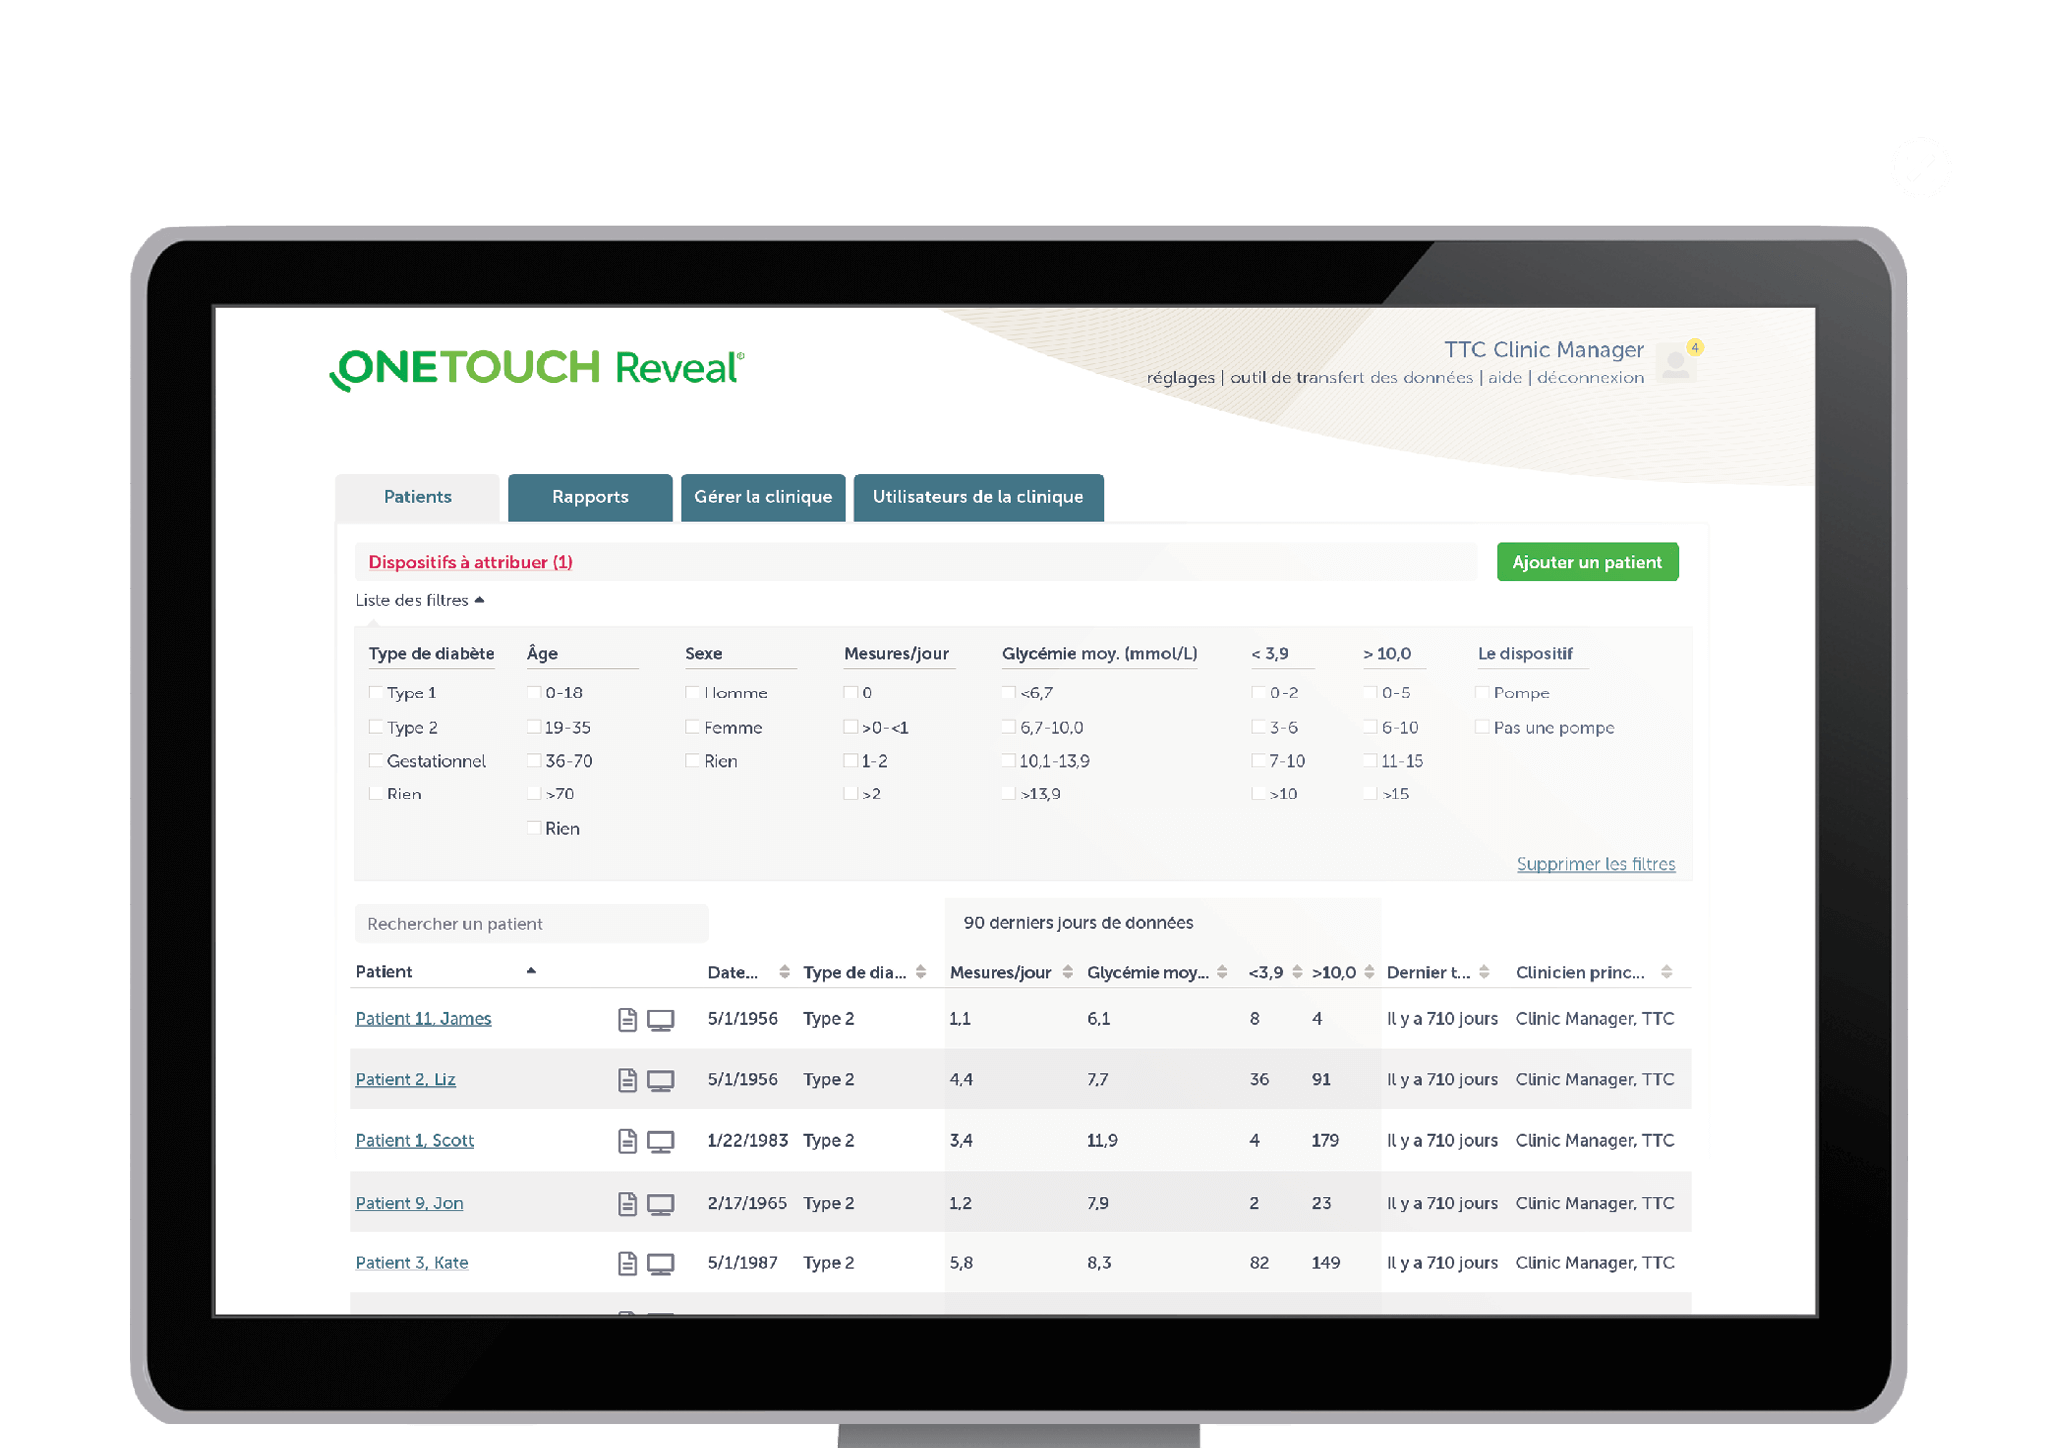 ONETOUCH Reveal®
TTC Clinic Manager
4
réglages | outil de transfert des données | aide | déconnexion
Patients Rapports Gérer la clinique Utilisateurs de la clinique
Dispositifs à attribuer (1) Ajouter un patient
Liste des filtres
Type de diabète Âge Sexe Mesures/jour Glycémie moy. (mmol/L) < 3,9 > 10,0 Le dispositif
Type 1 0-18 Homme 0 <6,7 0-2 0-5 Pompe
Type 2 19-35 Femme >0-<1 6,7-10,0 3-6 6-10 Pas une pompe
Gestationnel 36-70 Rien 1-2 10,1-13,9 7-10 11-15
Rien >70 >2 >13,9 >10 >15
Rien
Supprimer les filtres
Rechercher un patient 90 derniers jours de données
Patient Date... Type de dia... Mesures/jour Glycémie moy... <3,9 >10,0 Dernier t... Clinicien princ...
Patient 11, James 5/1/1956 Type 2 1,1 6,1 8 4 Il y a 710 jours Clinic Manager, TTC
Patient 2, Liz 5/1/1956 Type 2 4,4 7,7 36 91 Il y a 710 jours Clinic Manager, TTC
Patient 1, Scott 1/22/1983 Type 2 3,4 11,9 4 179 Il y a 710 jours Clinic Manager, TTC
Patient 9, Jon 2/17/1965 Type 2 1,2 7,9 2 23 Il y a 710 jours Clinic Manager, TTC
Patient 3, Kate 5/1/1987 Type 2 5,8 8,3 82 149 Il y a 710 jours Clinic Manager, TTC